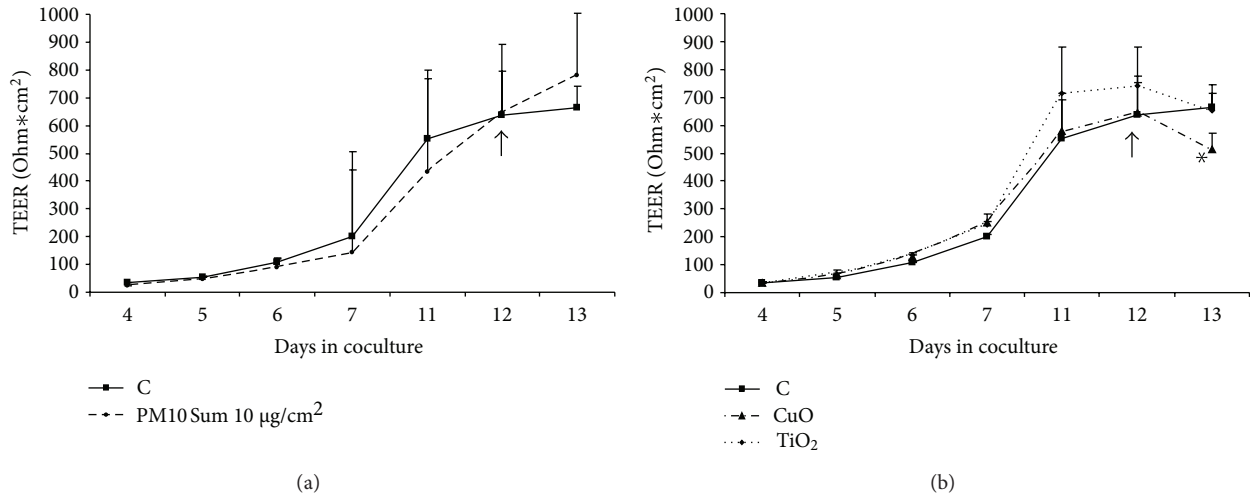 1000
900
800
700
600
500
400
300
200
100
0
TEER (Ohm∗cm²)
4 5 6 7 11 12 13
Days in coculture
C
PM10 Sum 10 µg/cm²
(a)
1000
900
800
700
600
500
400
300
200
100
0
TEER (Ohm∗cm²)
∗
4 5 6 7 11 12 13
Days in coculture
C
CuO
TiO₂
(b)